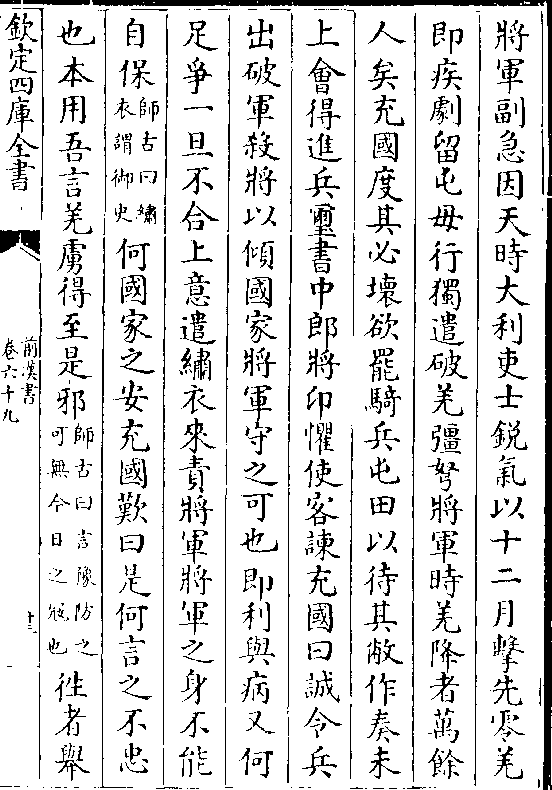 將軍副急因天時大利吏士銳氣以十二月擊先零羌
即疾劇留屯毋行獨遣破羌彊弩將軍時羌降者萬餘
人矣充國度其必壞欲罷騎兵屯田以待其敝作奏未
上會得進兵璽書中郎將卬懼使客諫充國曰誠令兵
出破軍殺將以傾國家將軍守之可也即利與病又何
足爭一旦不合上意遣繡衣來責將軍將軍之身不能
自保師古曰繡衣謂御史何國家之安充國歎曰是何言之不忠
也本用吾言羌虜得至是邪師古曰言豫防之可無今日之宼也往者舉
欽定四庫全書
前漢書
卷六十九
十三